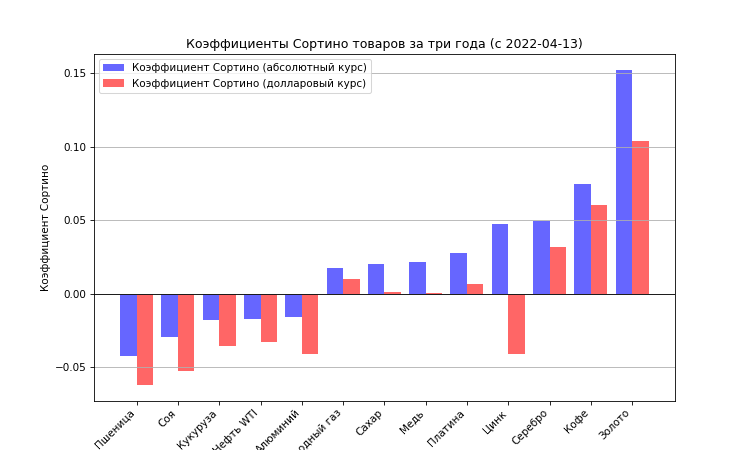 Коэффициенты Сортино товаров за три года (с 2022-04-13)
Коэффициент Сортино (абсолютный курс)
Коэффициент Сортино (долларовый курс)
Коэффициент Сортино
0.15
0.10
0.05
0.00
−0.05
Пшеница
Соя
Кукуруза
Нефть WTI
Алюминий
одный газ
Сахар
Медь
Платина
Цинк
Серебро
Кофе
Золото